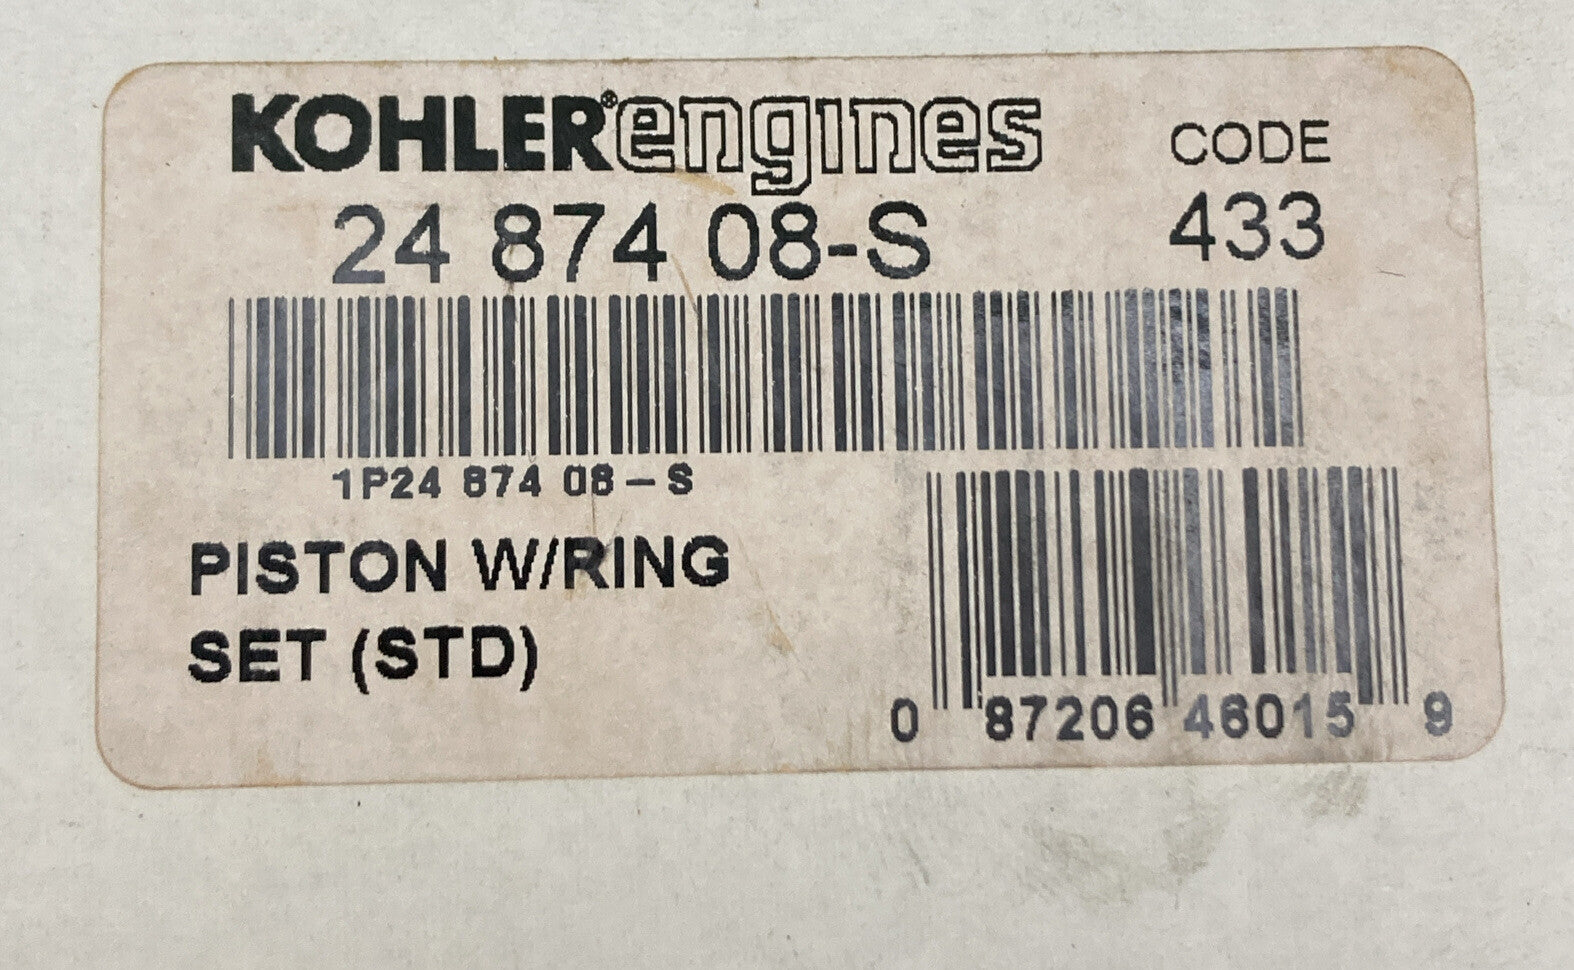 KOHLER® engines
CODE
24 874 08-S
433
1P24 874 08-S
PISTON W/RING
SET (STD)
0 87206 46015 9